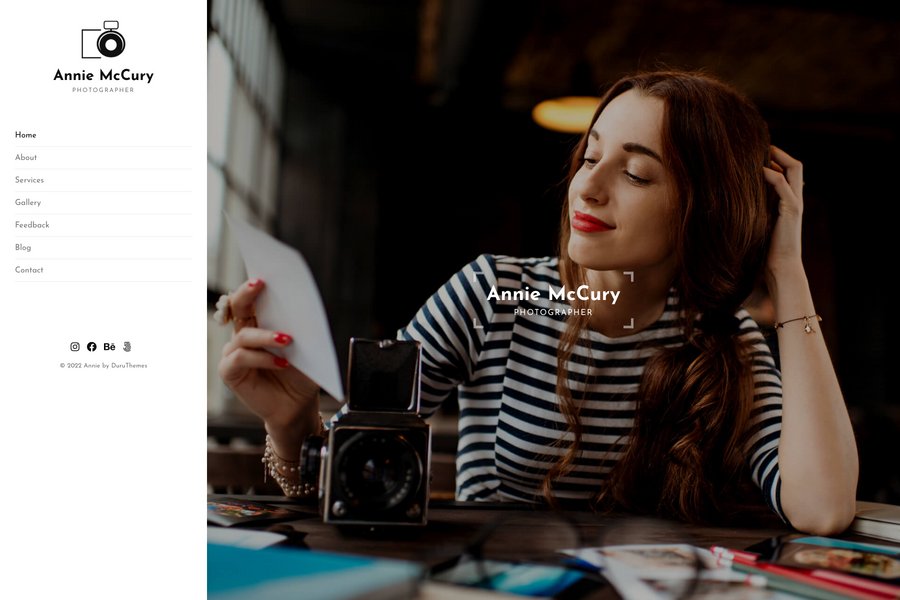 Annie McCury
PHOTOGRAPHER
Home
About
Services
Gallery
Feedback
Blog
Contact
Bē
© 2022 Annie by DuruThemes
Annie McCury
PHOTOGRAPHER